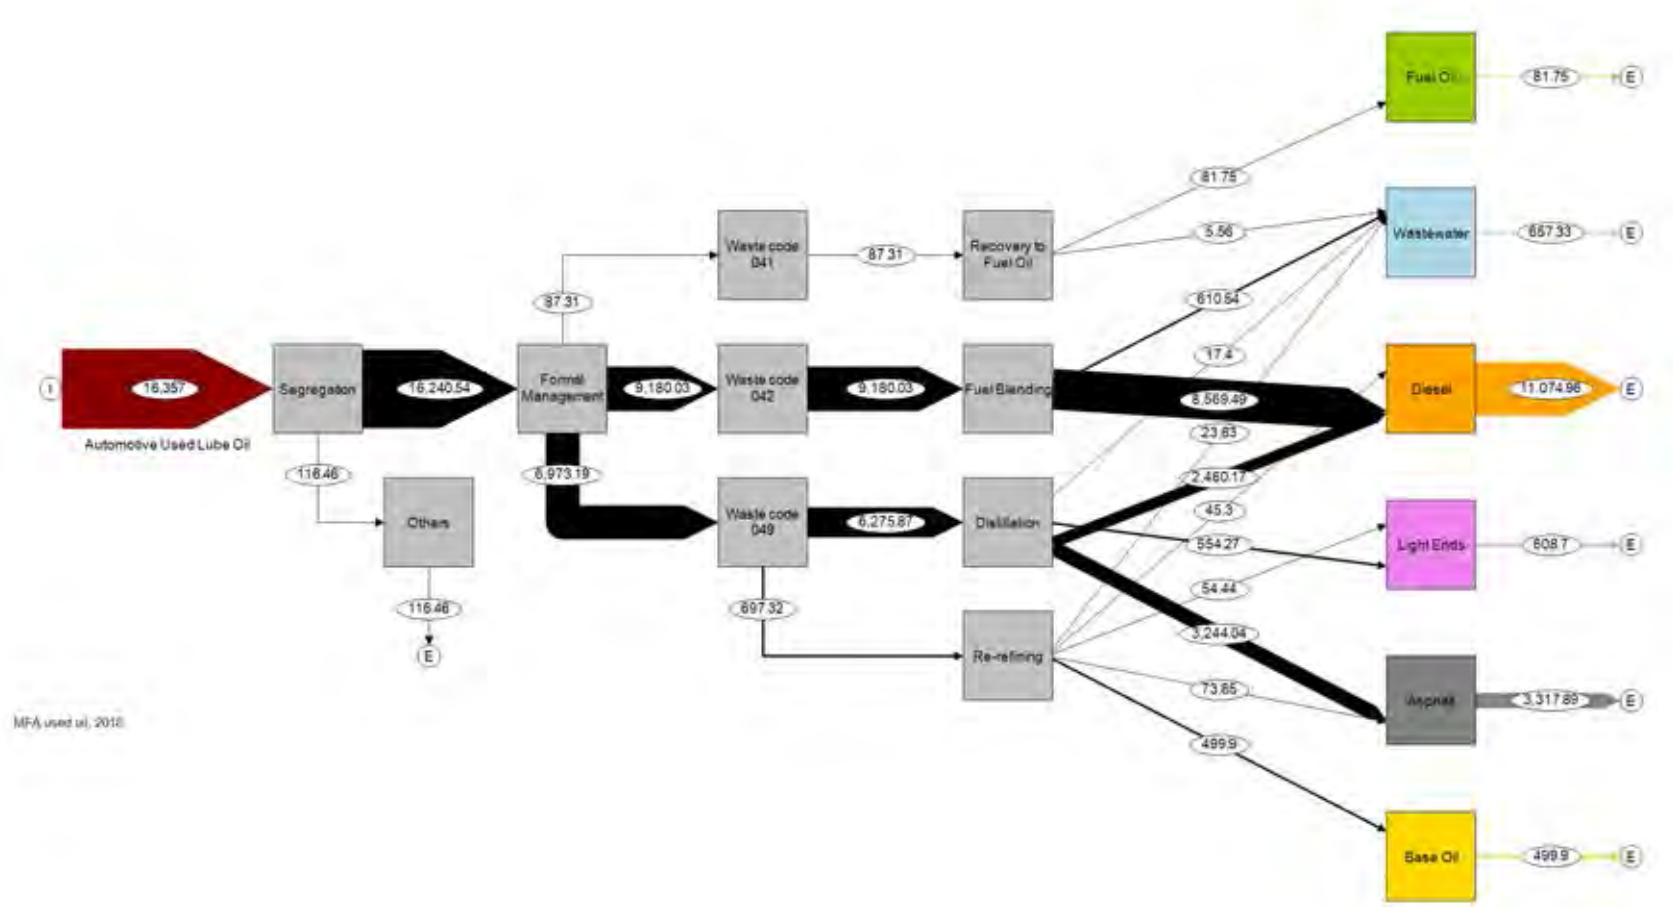 Fuel Oil
81.75
E
81.75
Waste code
041
87.31
Recovery to
Fuel Oil
5.56
Wastewater
657.33
E
87.31
610.54
17.4
I
16,357
Segregation
16,240.54
Formal
Management
9,180.03
Waste code
042
9,180.03
Fuel Blending
8,569.49
Diesel
11,074.96
E
Automotive Used Lube Oil
23.63
116.46
6,973.19
2,460.17
45.3
Others
Waste code
049
6,275.87
Distillation
554.27
Light Ends
608.7
E
54.44
116.46
697.32
3,244.04
E
Re-refining
73.85
Asphalt
3,317.89
E
MFA used oil, 2018
499.9
Base Oil
499.9
E